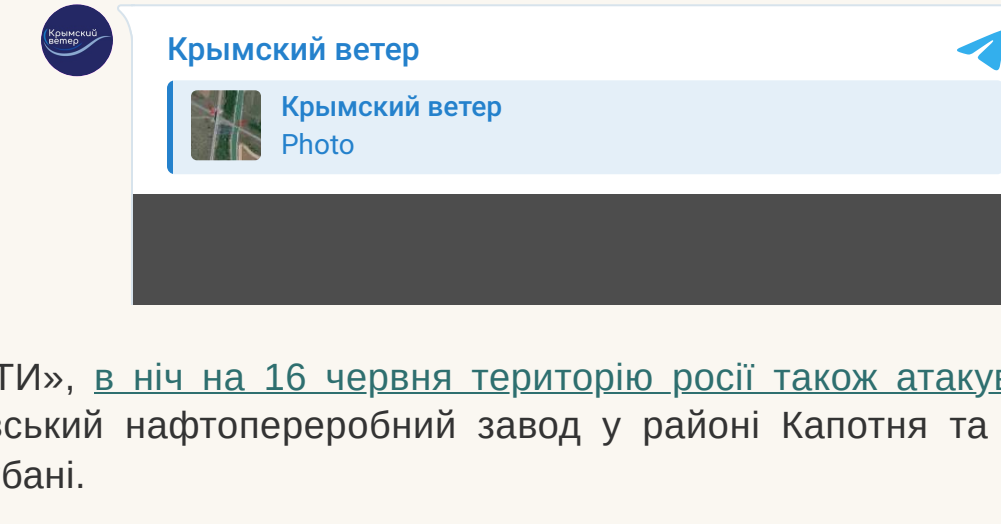 Крымский ветер
Крымский ветер
Крымский ветер
Photo
ТИ», в ніч на 16 червня територію росії також атаку
ський нафтопереробний завод у районі Капотня та
бані.